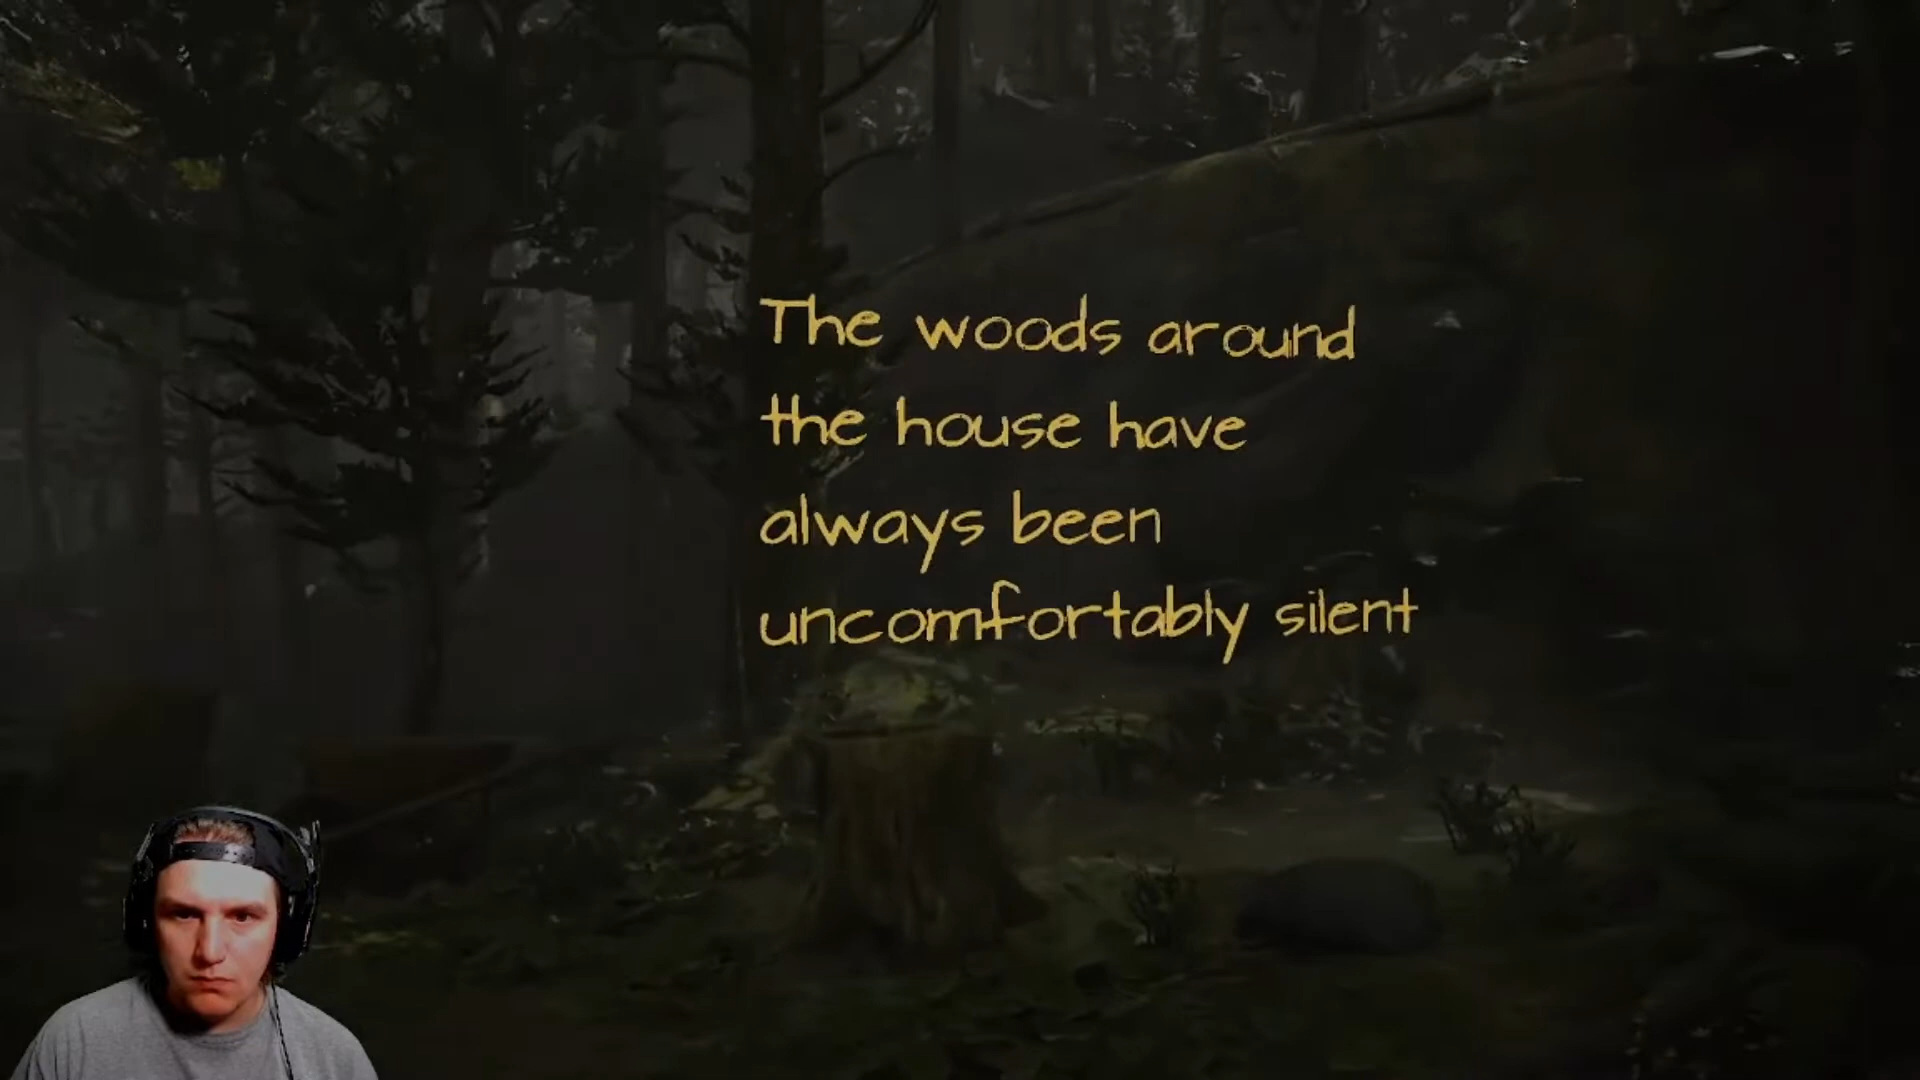 The woods around
the house have
always been
uncomfortably silent